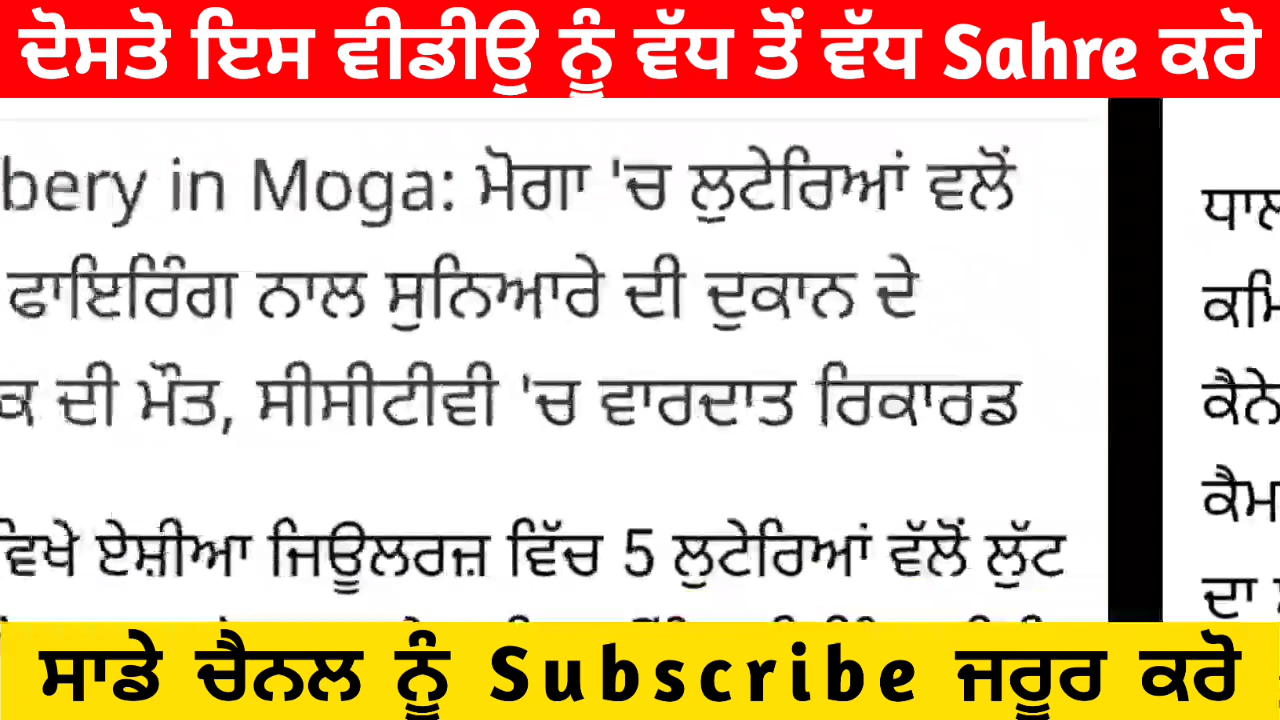 ਦੋਸਤੋ ਇਸ ਵੀਡੀਉ ਨੂੰ ਵੱਧ ਤੋਂ ਵੱਧ Sahre ਕਰੋ
bery in Moga: ਮੋਗਾ 'ਚ ਲੁਟੇਰਿਆਂ ਵਲੋਂ
ਫਾਇਰਿੰਗ ਨਾਲ ਸੁਨਿਆਰੇ ਦੀ ਦੁਕਾਨ ਦੇ
ਕ ਦੀ ਮੌਤ, ਸੀਸੀਟੀਵੀ 'ਚ ਵਾਰਦਾਤ ਰਿਕਾਰਡ
ਵਿਖੇ ਏਸ਼ੀਆ ਜਿਊਲਰਜ਼ ਵਿੱਚ 5 ਲੁਟੇਰਿਆਂ ਵੱਲੋਂ ਲੁੱਟ
ਕੈਨੇ
ਕੈਮ
ਦਾ
ਸਾਡੇ ਚੈਨਲ ਨੂੰ Subscribe ਜਰੂਰ ਕਰੋ